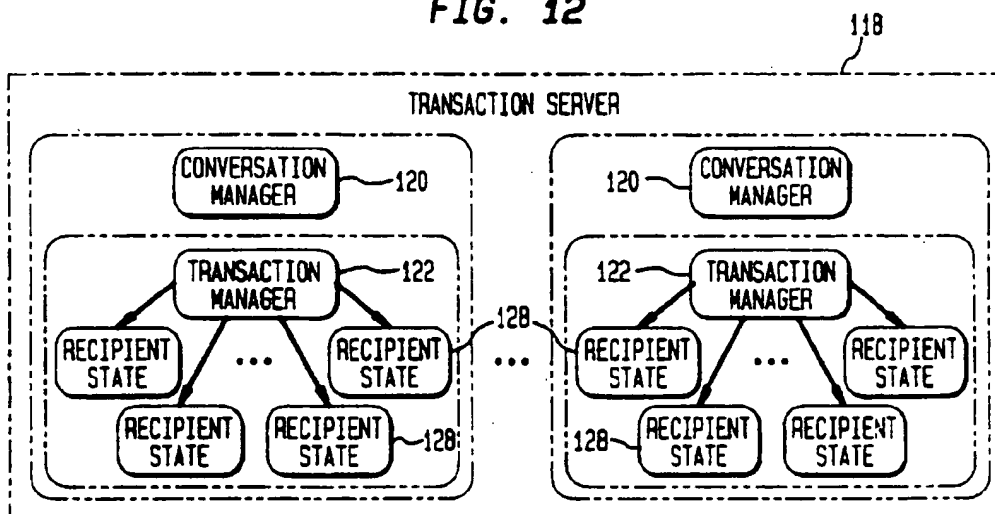 FIG. 12
118
TRANSACTION SERVER
CONVERSATION
MANAGER
120
120
CONVERSATION
MANAGER
TRANSACTION
MANAGER
122
122
TRANSACTION
MANAGER
RECIPIENT
STATE
...
RECIPIENT
STATE
128
...
RECIPIENT
STATE
...
RECIPIENT
STATE
RECIPIENT
STATE
RECIPIENT
STATE
128
128
RECIPIENT
STATE
RECIPIENT
STATE